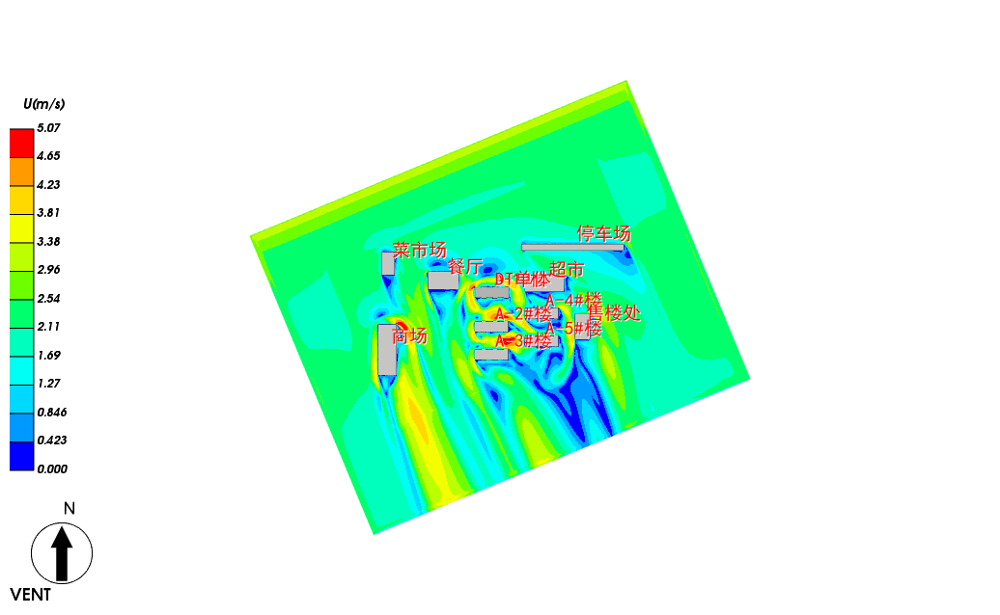 U(m/s)
5.07
4.65
4.23
3.81
3.38
2.96
2.54
2.11
1.69
1.27
0.846
0.423
0.000
N
VENT
停车场
菜市场
餐厅
超市
A-4#楼
A-2#楼
售楼处
A-5#楼
商场
A-3#楼